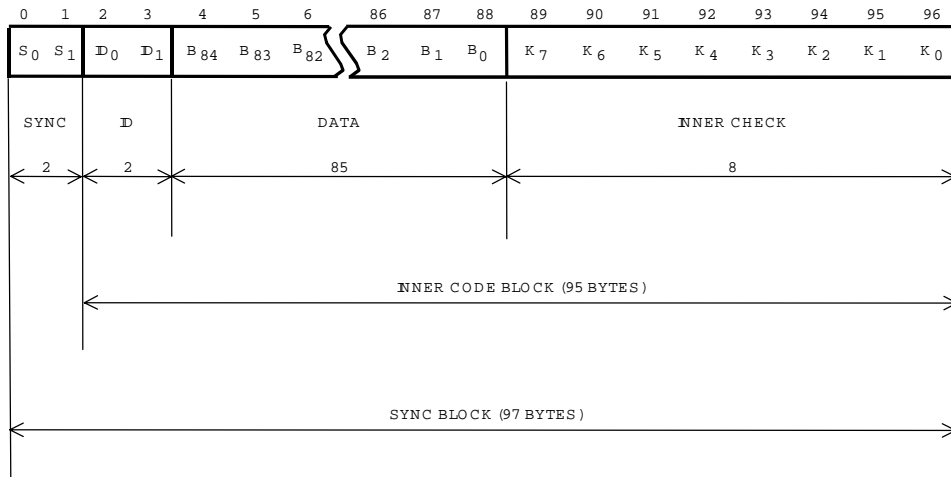 0 1 2 3 4 5 6 86 87 88 89 90 91 92 93 94 95 96
S0 S1 ID0 ID1 B84 B83 B82 B2 B1 B0 K7 K6 K5 K4 K3 K2 K1 K0
SYNC ID DATA INNER CHECK
2 2 85 8
INNER CODE BLOCK (95 BYTES)
SYNC BLOCK (97 BYTES)